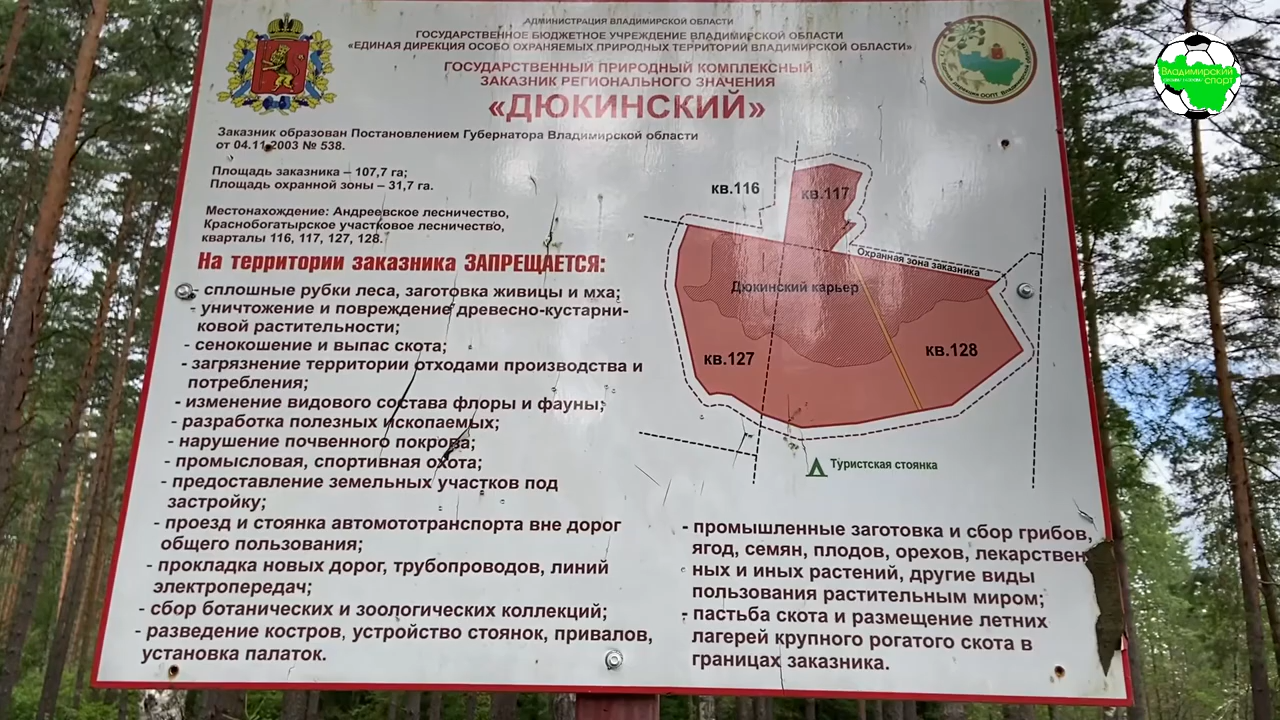 АДМИНИСТРАЦИЯ ВЛАДИМИРСКОЙ ОБЛАСТИ
ГОСУДАРСТВЕННОЕ БЮДЖЕТНОЕ УЧРЕЖДЕНИЕ ВЛАДИМИРСКОЙ ОБЛАСТИ
«ЕДИНАЯ ДИРЕКЦИЯ ОСОБО ОХРАНЯЕМЫХ ПРИРОДНЫХ ТЕРРИТОРИЙ ВЛАДИМИРСКОЙ ОБЛАСТИ»
ГОСУДАРСТВЕННЫЙ ПРИРОДНЫЙ КОМПЛЕКСНЫЙ
ЗАКАЗНИК РЕГИОНАЛЬНОГО ЗНАЧЕНИЯ
«ДЮКИНСКИЙ»
Заказник образован Постановлением Губернатора Владимирской области
от 04.11.2003 № 538.
Площадь заказника – 107,7 га;
Площадь охранной зоны – 31,7 га.
Местонахождение: Андреевское лесничество,
Краснобогатырское участковое лесничество,
кварталы 116, 117, 127, 128.
На территории заказника ЗАПРЕЩАЕТСЯ:
- сплошные рубки леса, заготовка живицы и мха;
- уничтожение и повреждение древесно-кустарни-
ковой растительности;
- сенокошение и выпас скота;
- загрязнение территории отходами производства и
потребления;
- изменение видового состава флоры и фауны;
- разработка полезных ископаемых;
- нарушение почвенного покрова;
- промысловая, спортивная охота;
- предоставление земельных участков под
застройку;
- проезд и стоянка автомототранспорта вне дорог
общего пользования;
- прокладка новых дорог, трубопроводов, линий
электропередач;
- сбор ботанических и зоологических коллекций;
- разведение костров, устройство стоянок, привалов,
установка палаток.
кв.116
кв.117
Охранная зона заказника
Дюкинский карьер
кв.127
кв.128
Туристская стоянка
- промышленные заготовка и сбор грибов,
ягод, семян, плодов, орехов, лекарствен
ных и иных растений, другие виды
пользования растительным миром;
- пастьба скота и размещение летних
лагерей крупного рогатого скота в
границах заказника.
Владимирский
спорт